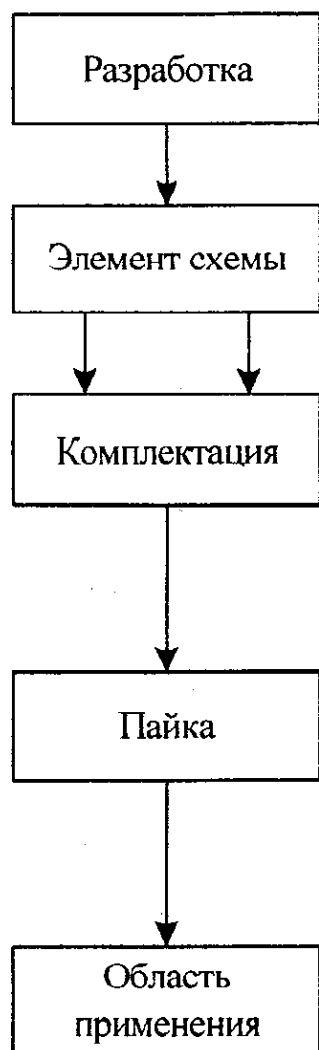 Разработка
Элемент схемы
Комплектация
Пайка
Область
применения